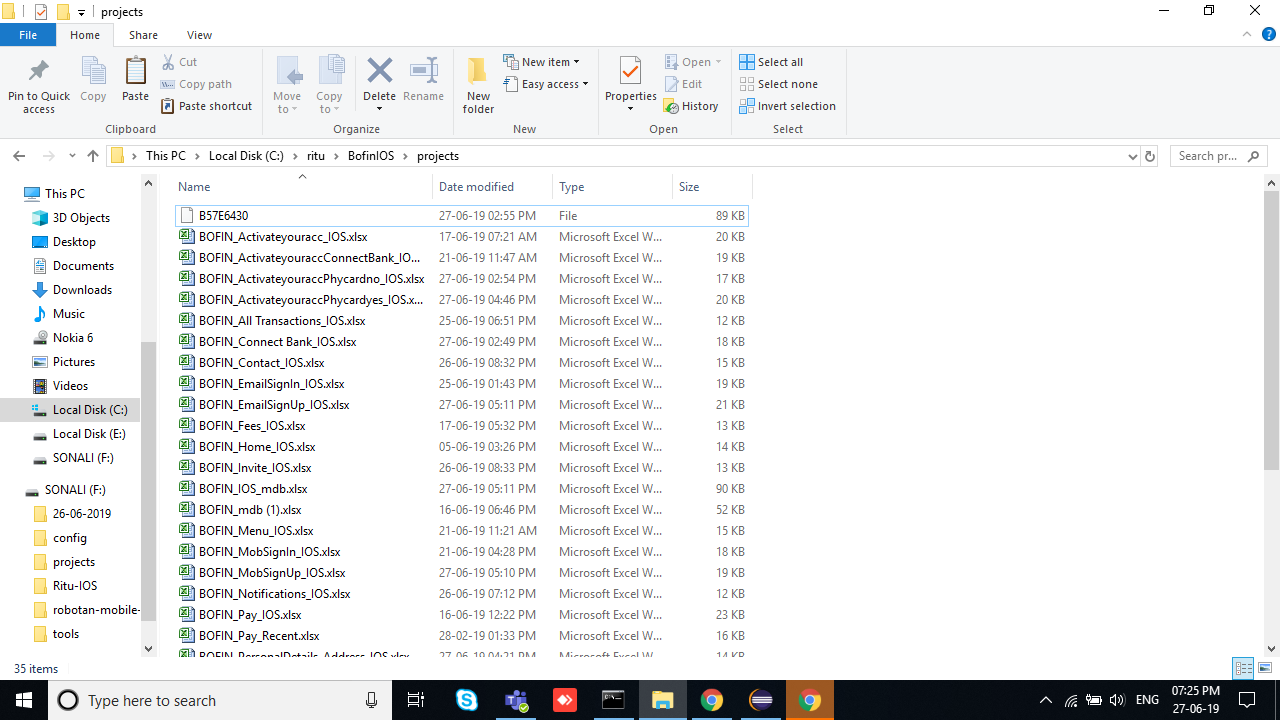 projects
File Home Share View
Pin to Quick access
Copy
Paste
Cut
Copy path
Paste shortcut
Clipboard
Move to
Copy to
Delete
Rename
Organize
New folder
New item
Easy access
New
Properties
Open
Edit
History
Open
Select all
Select none
Invert selection
Select
This PC > Local Disk (C:) > ritu > BofinIOS > projects
Search pr...
This PC
3D Objects
Desktop
Documents
Downloads
Music
Nokia 6
Pictures
Videos
Local Disk (C:)
Local Disk (E:)
SONALI (F:)
SONALI (F:)
26-06-2019
config
projects
Ritu-IOS
robotan-mobile-
tools
Name Date modified Type Size
B57E6430 27-06-19 02:55 PM File 89 KB
BOFIN_Activateyouracc_IOS.xlsx 17-06-19 07:21 AM Microsoft Excel W... 20 KB
BOFIN_ActivateyouraccConnectBank_IO... 21-06-19 11:47 AM Microsoft Excel W... 19 KB
BOFIN_ActivateyouraccPhycardno_IOS.xlsx 27-06-19 02:54 PM Microsoft Excel W... 17 KB
BOFIN_ActivateyouraccPhycardyes_IOS.x... 27-06-19 04:46 PM Microsoft Excel W... 20 KB
BOFIN_All Transactions_IOS.xlsx 25-06-19 06:51 PM Microsoft Excel W... 12 KB
BOFIN_Connect Bank_IOS.xlsx 27-06-19 02:49 PM Microsoft Excel W... 18 KB
BOFIN_Contact_IOS.xlsx 26-06-19 08:32 PM Microsoft Excel W... 15 KB
BOFIN_EmailSignIn_IOS.xlsx 25-06-19 01:43 PM Microsoft Excel W... 19 KB
BOFIN_EmailSignUp_IOS.xlsx 27-06-19 05:11 PM Microsoft Excel W... 21 KB
BOFIN_Fees_IOS.xlsx 17-06-19 05:32 PM Microsoft Excel W... 13 KB
BOFIN_Home_IOS.xlsx 05-06-19 03:26 PM Microsoft Excel W... 14 KB
BOFIN_Invite_IOS.xlsx 26-06-19 08:33 PM Microsoft Excel W... 13 KB
BOFIN_IOS_mdb.xlsx 27-06-19 05:11 PM Microsoft Excel W... 90 KB
BOFIN_mdb (1).xlsx 16-06-19 06:46 PM Microsoft Excel W... 52 KB
BOFIN_Menu_IOS.xlsx 21-06-19 11:21 AM Microsoft Excel W... 15 KB
BOFIN_MobSignIn_IOS.xlsx 21-06-19 04:28 PM Microsoft Excel W... 18 KB
BOFIN_MobSignUp_IOS.xlsx 27-06-19 05:10 PM Microsoft Excel W... 19 KB
BOFIN_Notifications_IOS.xlsx 26-06-19 07:12 PM Microsoft Excel W... 12 KB
BOFIN_Pay_IOS.xlsx 16-06-19 12:22 PM Microsoft Excel W... 23 KB
BOFIN_Pay_Recent.xlsx 28-02-19 01:33 PM Microsoft Excel W... 16 KB
BOFIN_PersonalDetails_Address_IOS.xlsx 27-06-19 04:21 PM Microsoft Excel W... 14 KB
35 items
Type here to search
ENG
07:25 PM
27-06-19